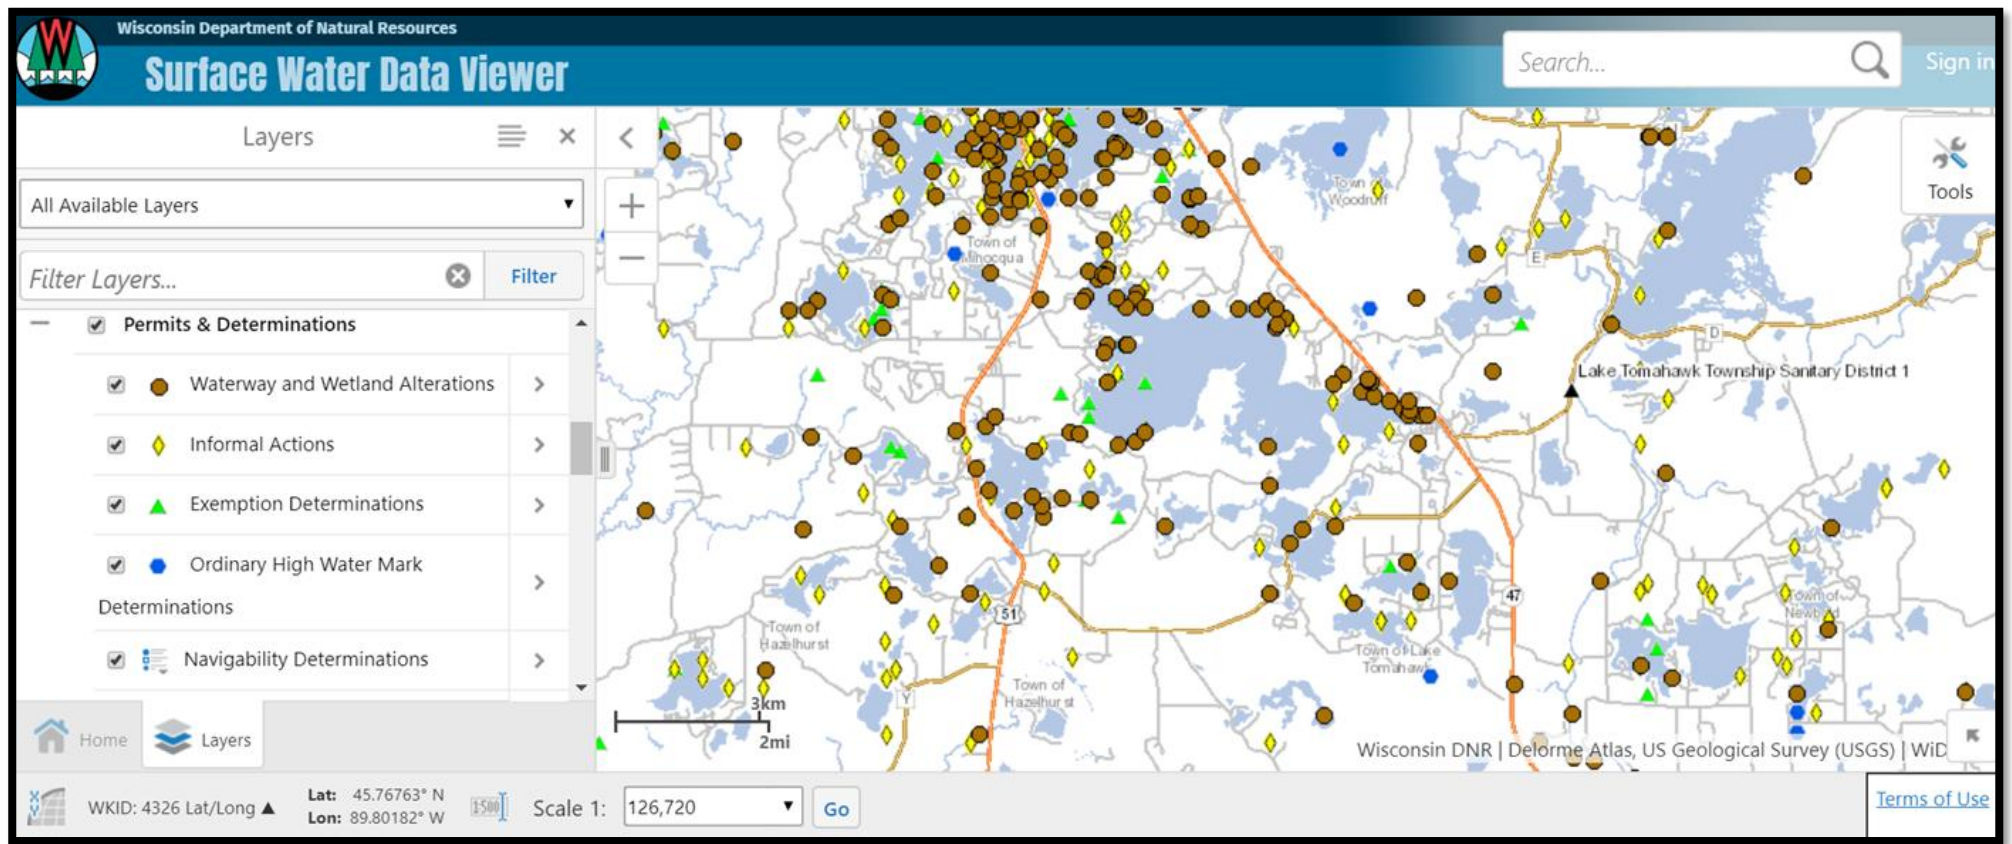 Wisconsin Department of Natural Resources
Surface Water Data Viewer
Search...
Sign in
Layers
All Available Layers
Filter Layers...
Filter
Permits & Determinations
Waterway and Wetland Alterations
Informal Actions
Exemption Determinations
Ordinary High Water Mark
Determinations
Navigability Determinations
Home
Layers
Tools
Town of
Woodruff
Town of
Minocqua
E
D
Lake Tomahawk Township Sanitary District 1
51
47
Town of
Newbold
Town of
Hazelhurst
Town of Lake
Tomahawk
Town of
Hazelhurst
Y
3km
2mi
Wisconsin DNR | Delorme Atlas, US Geological Survey (USGS) | WiD
WKID: 4326 Lat/Long
Lat: 45.76763° N
Lon: 89.80182° W
1:500
Scale 1:
126,720
Go
Terms of Use